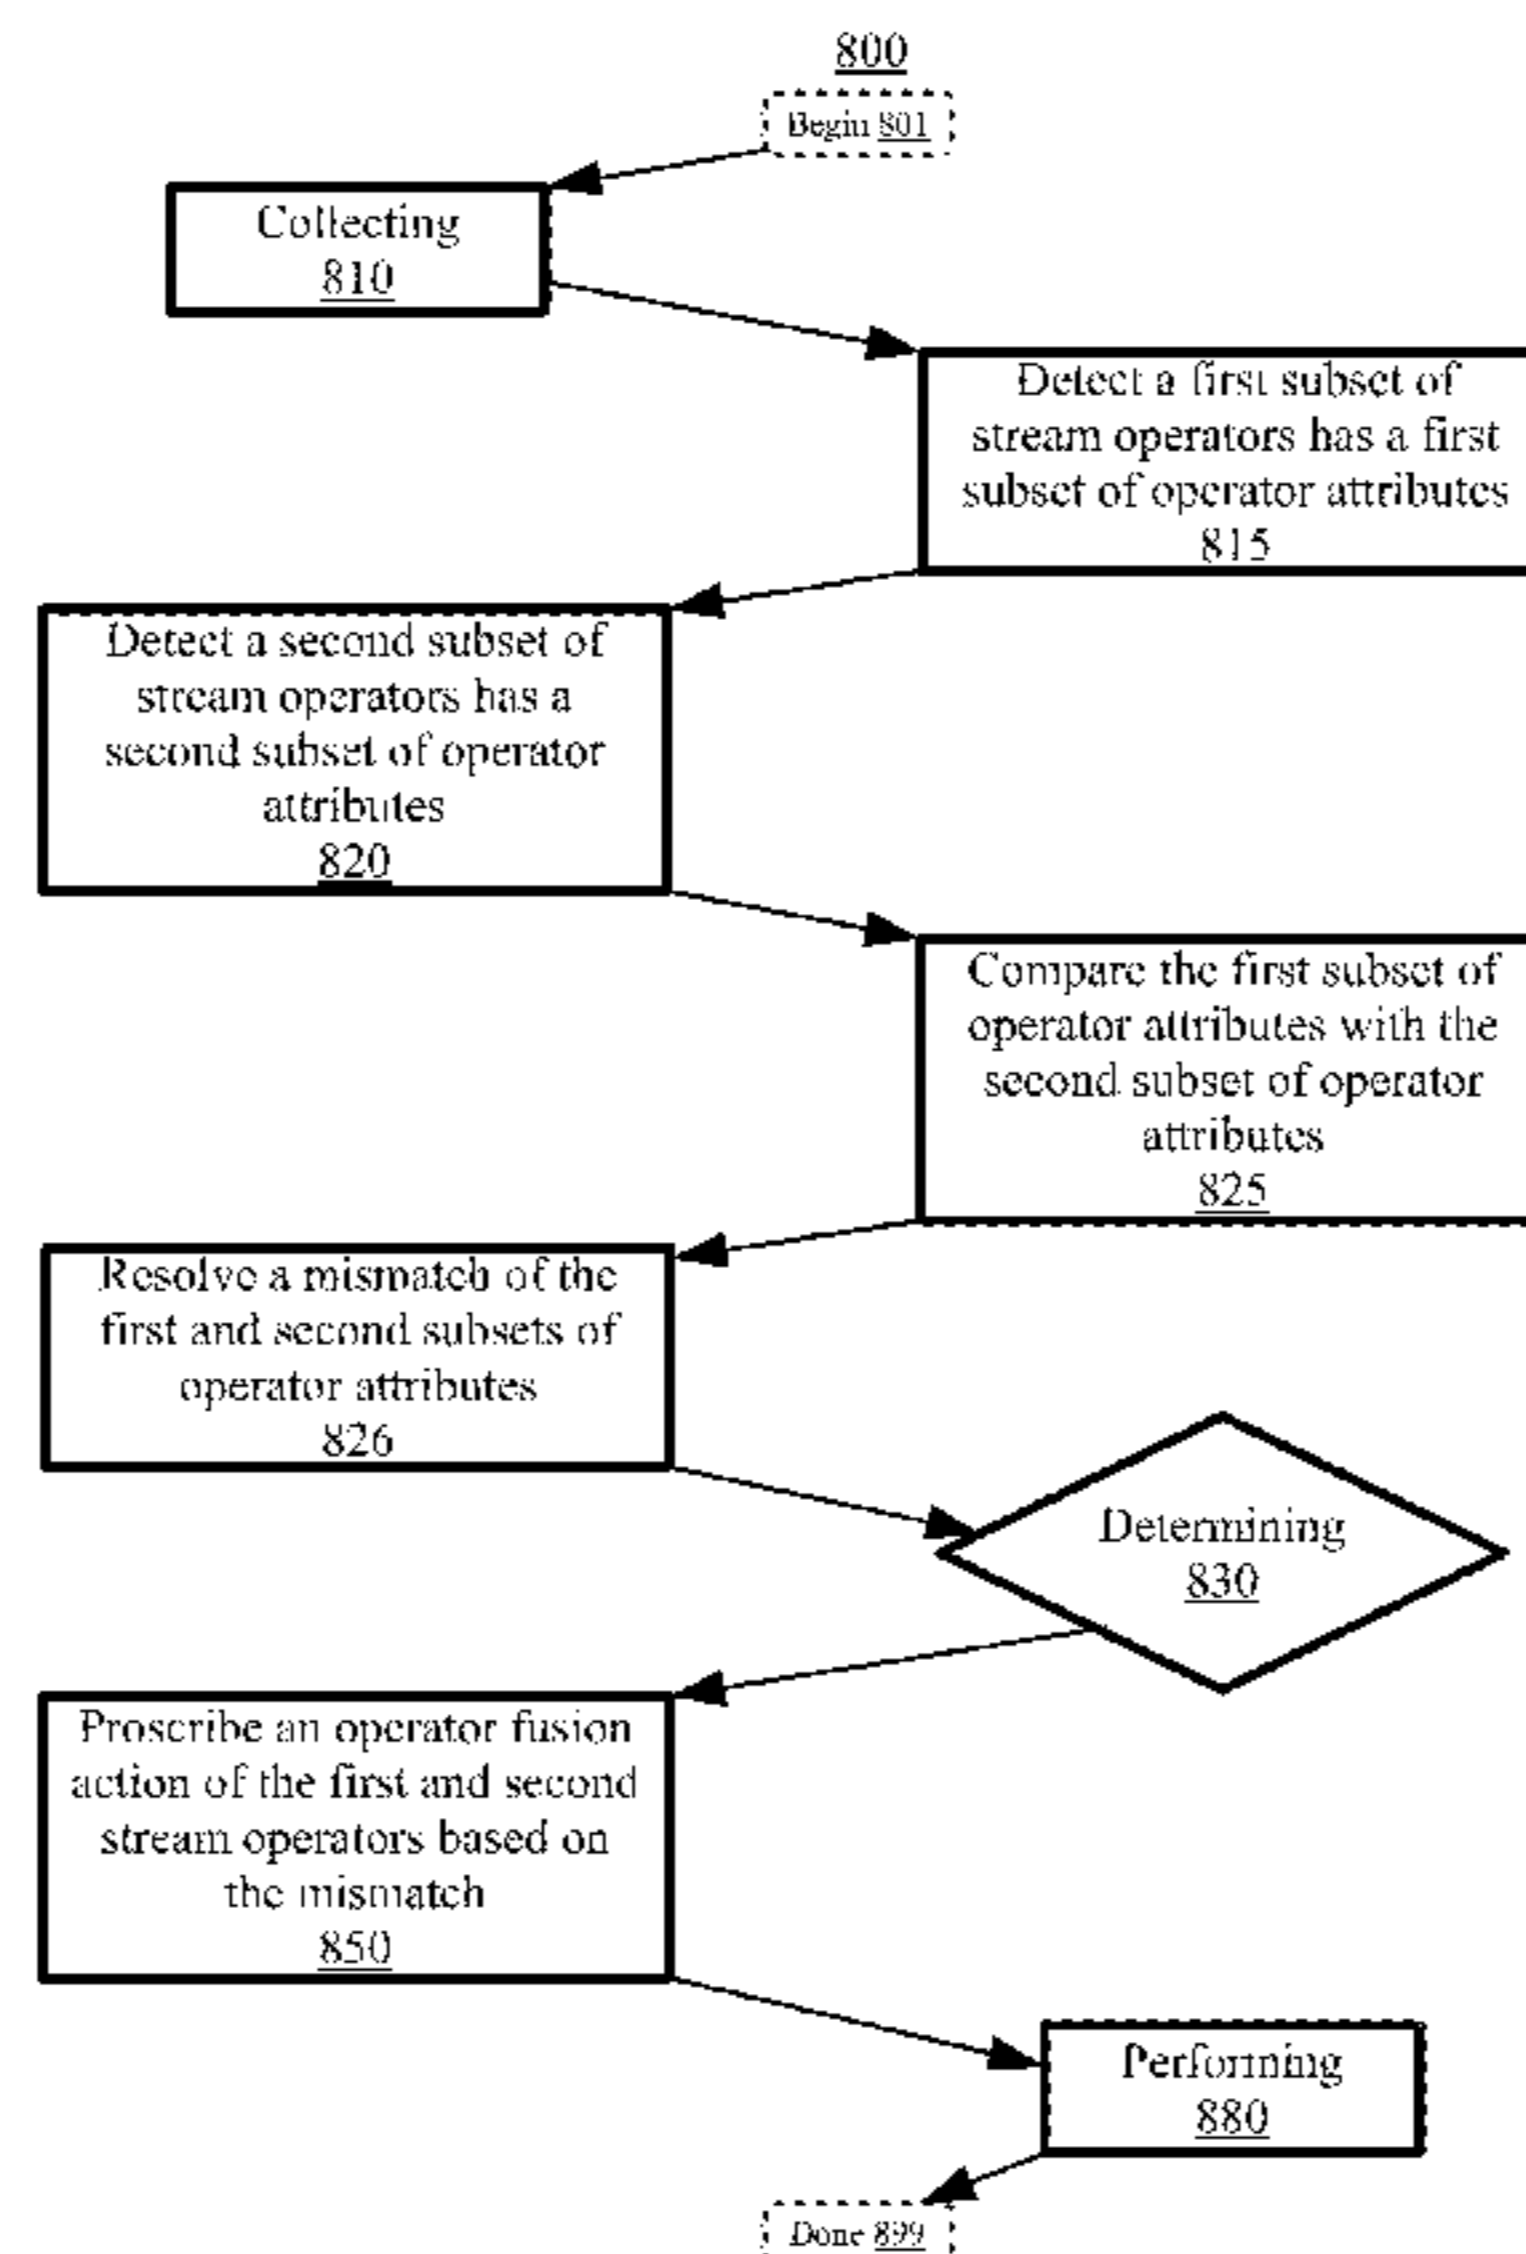 800
Begin 801
Collecting
810
Detect a first subset of
stream operators has a first
subset of operator attributes
815
Detect a second subset of
stream operators has a
second subset of operator
attributes
820
Compare the first subset of
operator attributes with the
second subset of operator
attributes
825
Resolve a mismatch of the
first and second subsets of
operator attributes
826
Determining
830
Proscribe an operator fusion
action of the first and second
stream operators based on
the mismatch
850
Performing
880
Done 899